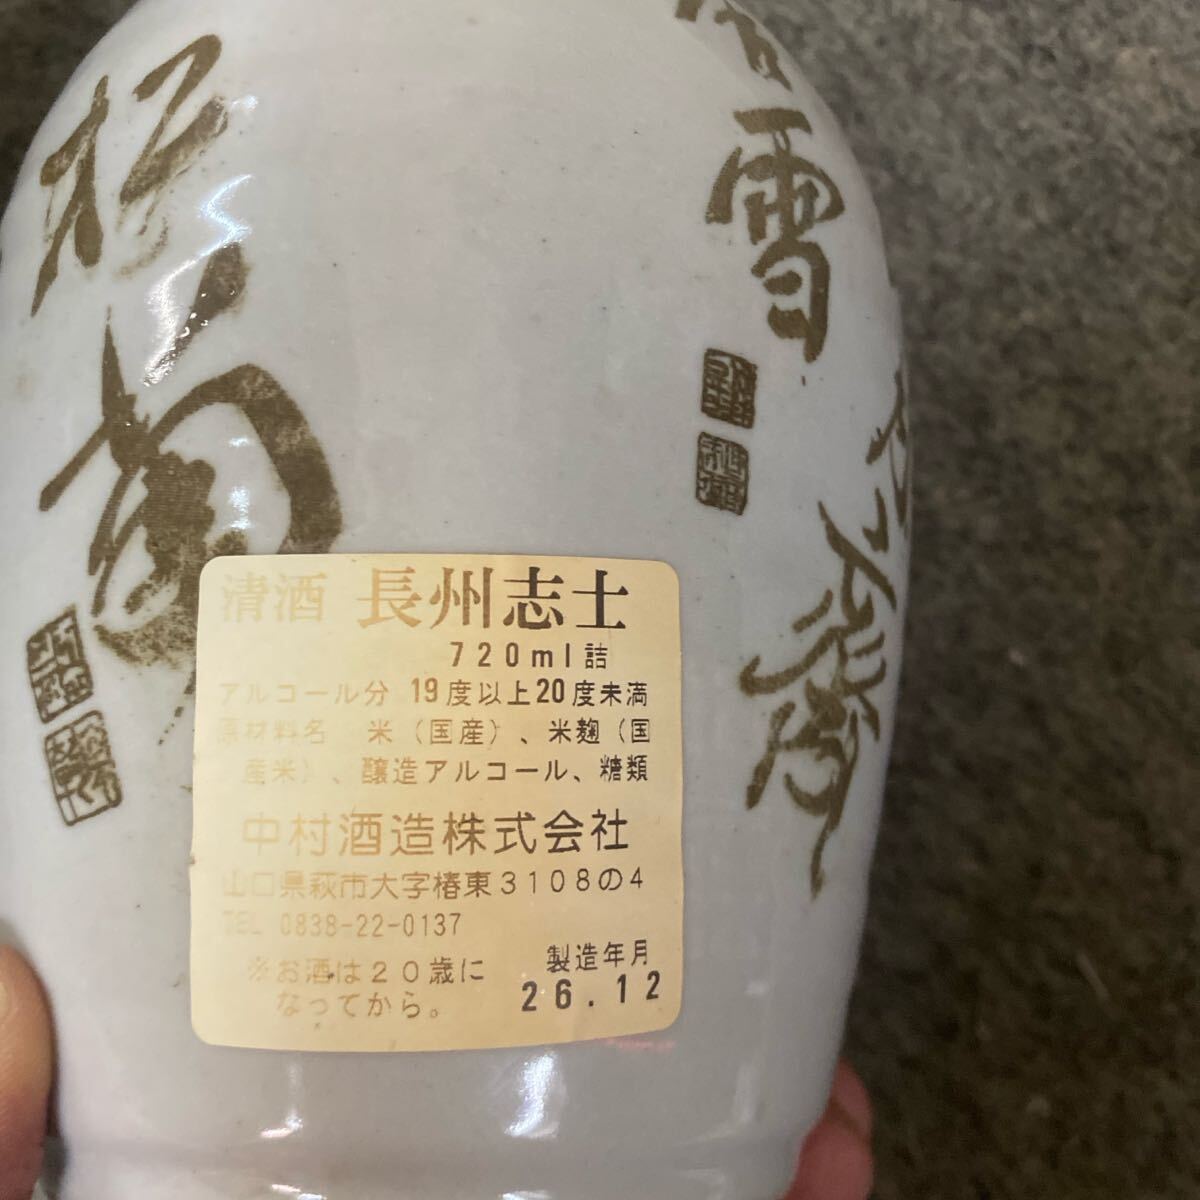 雪
清酒 長州志士
720ml詰
アルコール分 19度以上20度未満
原材料名 米(国産)、米麹(国
産米)、醸造アルコール、糖類
中村酒造株式会社
山口県萩市大字椿東3108の4
TEL 0838-22-0137
※お酒は20歳に
なってから。
製造年月
26.12